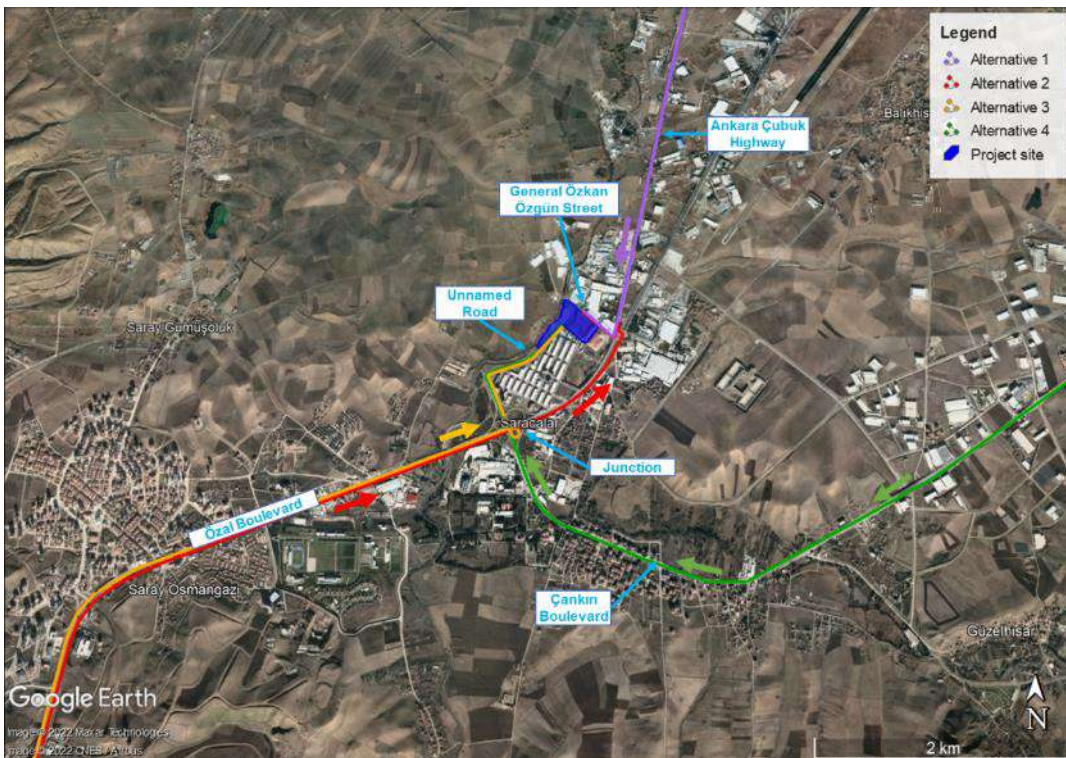 Legend
Alternative 1
Alternative 2
Alternative 3
Alternative 4
Project site
Balıkhis
Ankara Çubuk
Highway
General Özkan
Özgün Street
Unnamed
Road
Saray Gümüşoluk
Saracalar
Junction
Özal Boulevard
Saray Osmangazi
Çankırı
Boulevard
Güzelhisar
Google Earth
Image © 2022 Maxar Technologies
Image © 2022 CNES / Airbus
N
2 km